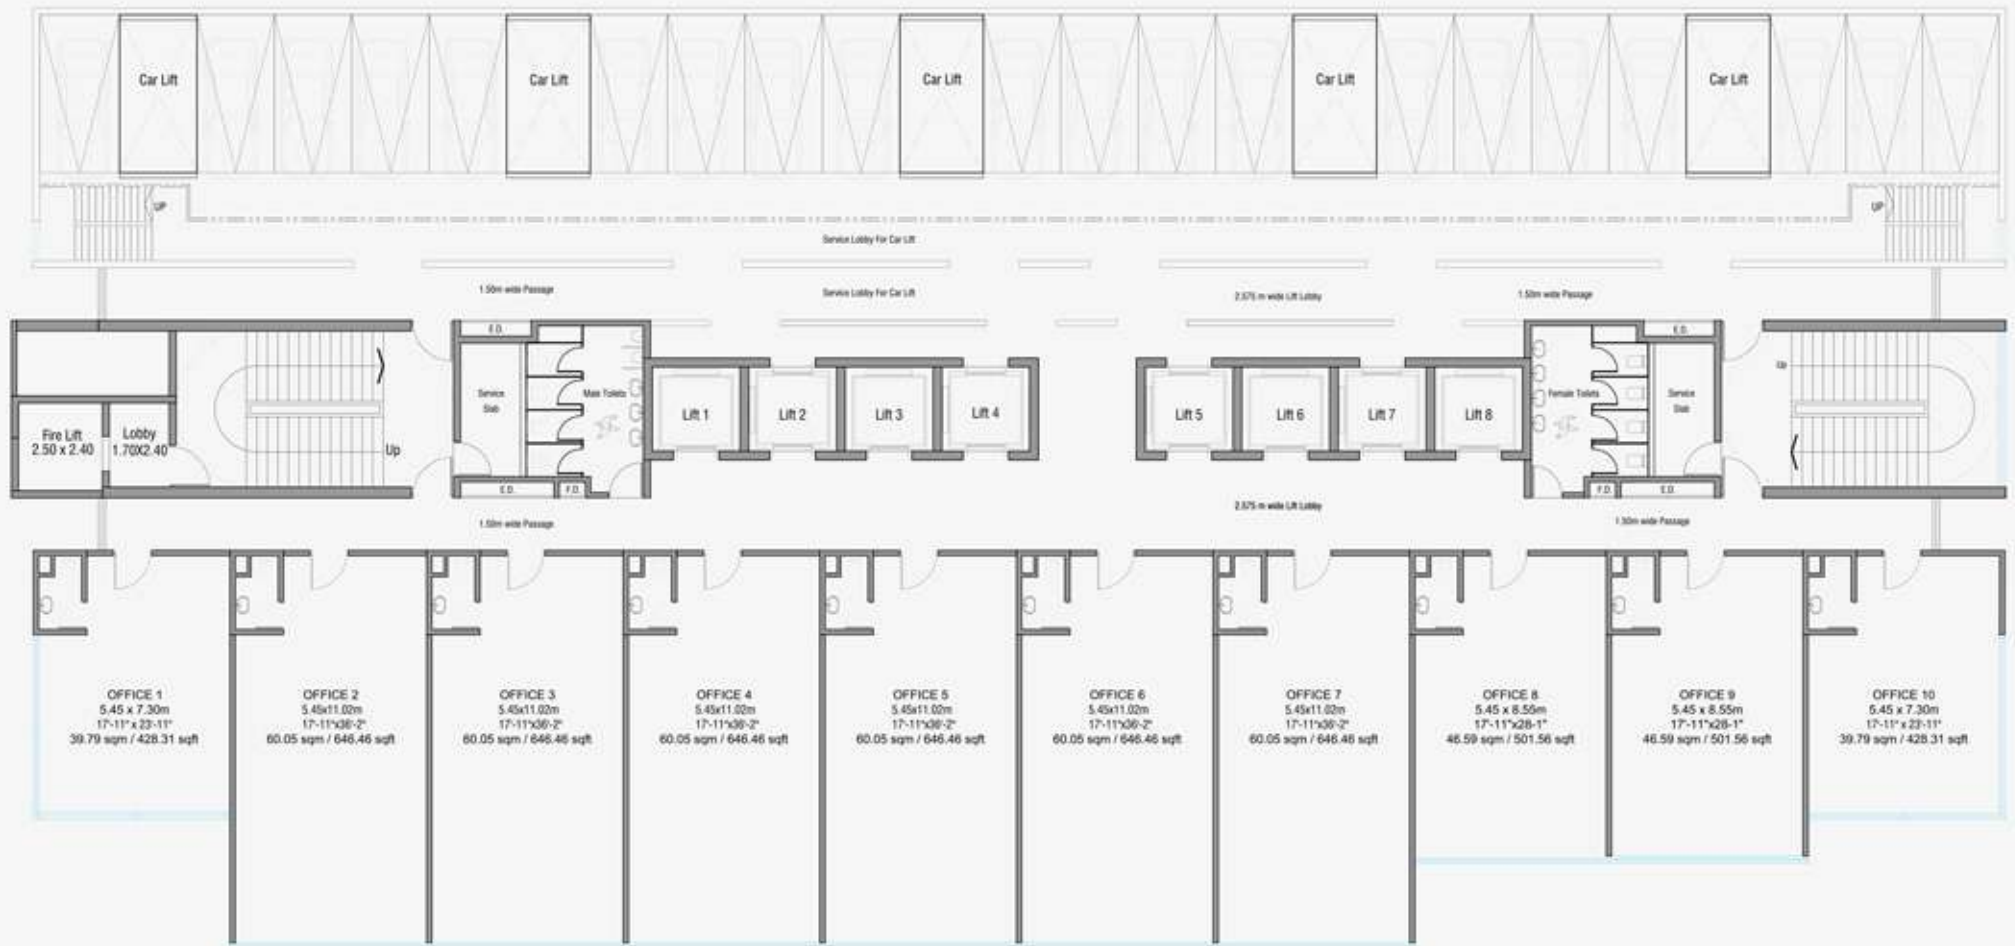 Car Lift
Car Lift
Car Lift
Car Lift
Car Lift
UP
UP
Service Lobby For Car Lift
1.50m wide Passage
Service Lobby For Car Lift
2.575 m wide Lift Lobby
1.50m wide Passage
E.D.
E.D.
Service
Slab
Male Toilets
Female Toilets
Service
Slab
Up
Lift 1
Lift 2
Lift 3
Lift 4
Lift 5
Lift 6
Lift 7
Lift 8
Fire Lift
2.50 x 2.40
Lobby
1.70X2.40
Up
E.D.
F.D.
F.D.
E.D.
2.575 m wide Lift Lobby
1.50m wide Passage
1.50m wide Passage
OFFICE 1
5.45 x 7.30m
17'-11" x 23'-11"
39.79 sqm / 428.31 sqft
OFFICE 2
5.45x11.02m
17'-11"x36'-2"
60.05 sqm / 646.46 sqft
OFFICE 3
5.45x11.02m
17'-11"x36'-2"
60.05 sqm / 646.46 sqft
OFFICE 4
5.45x11.02m
17'-11"x36'-2"
60.05 sqm / 646.46 sqft
OFFICE 5
5.45x11.02m
17'-11"x36'-2"
60.05 sqm / 646.46 sqft
OFFICE 6
5.45x11.02m
17'-11"x36'-2"
60.05 sqm / 646.46 sqft
OFFICE 7
5.45x11.02m
17'-11"x36'-2"
60.05 sqm / 646.46 sqft
OFFICE 8
5.45 x 8.55m
17'-11"x28-1"
46.59 sqm / 501.56 sqft
OFFICE 9
5.45 x 8.55m
17'-11"x28-1"
46.59 sqm / 501.56 sqft
OFFICE 10
5.45 x 7.30m
17'-11" x 23'-11"
39.79 sqm / 428.31 sqft